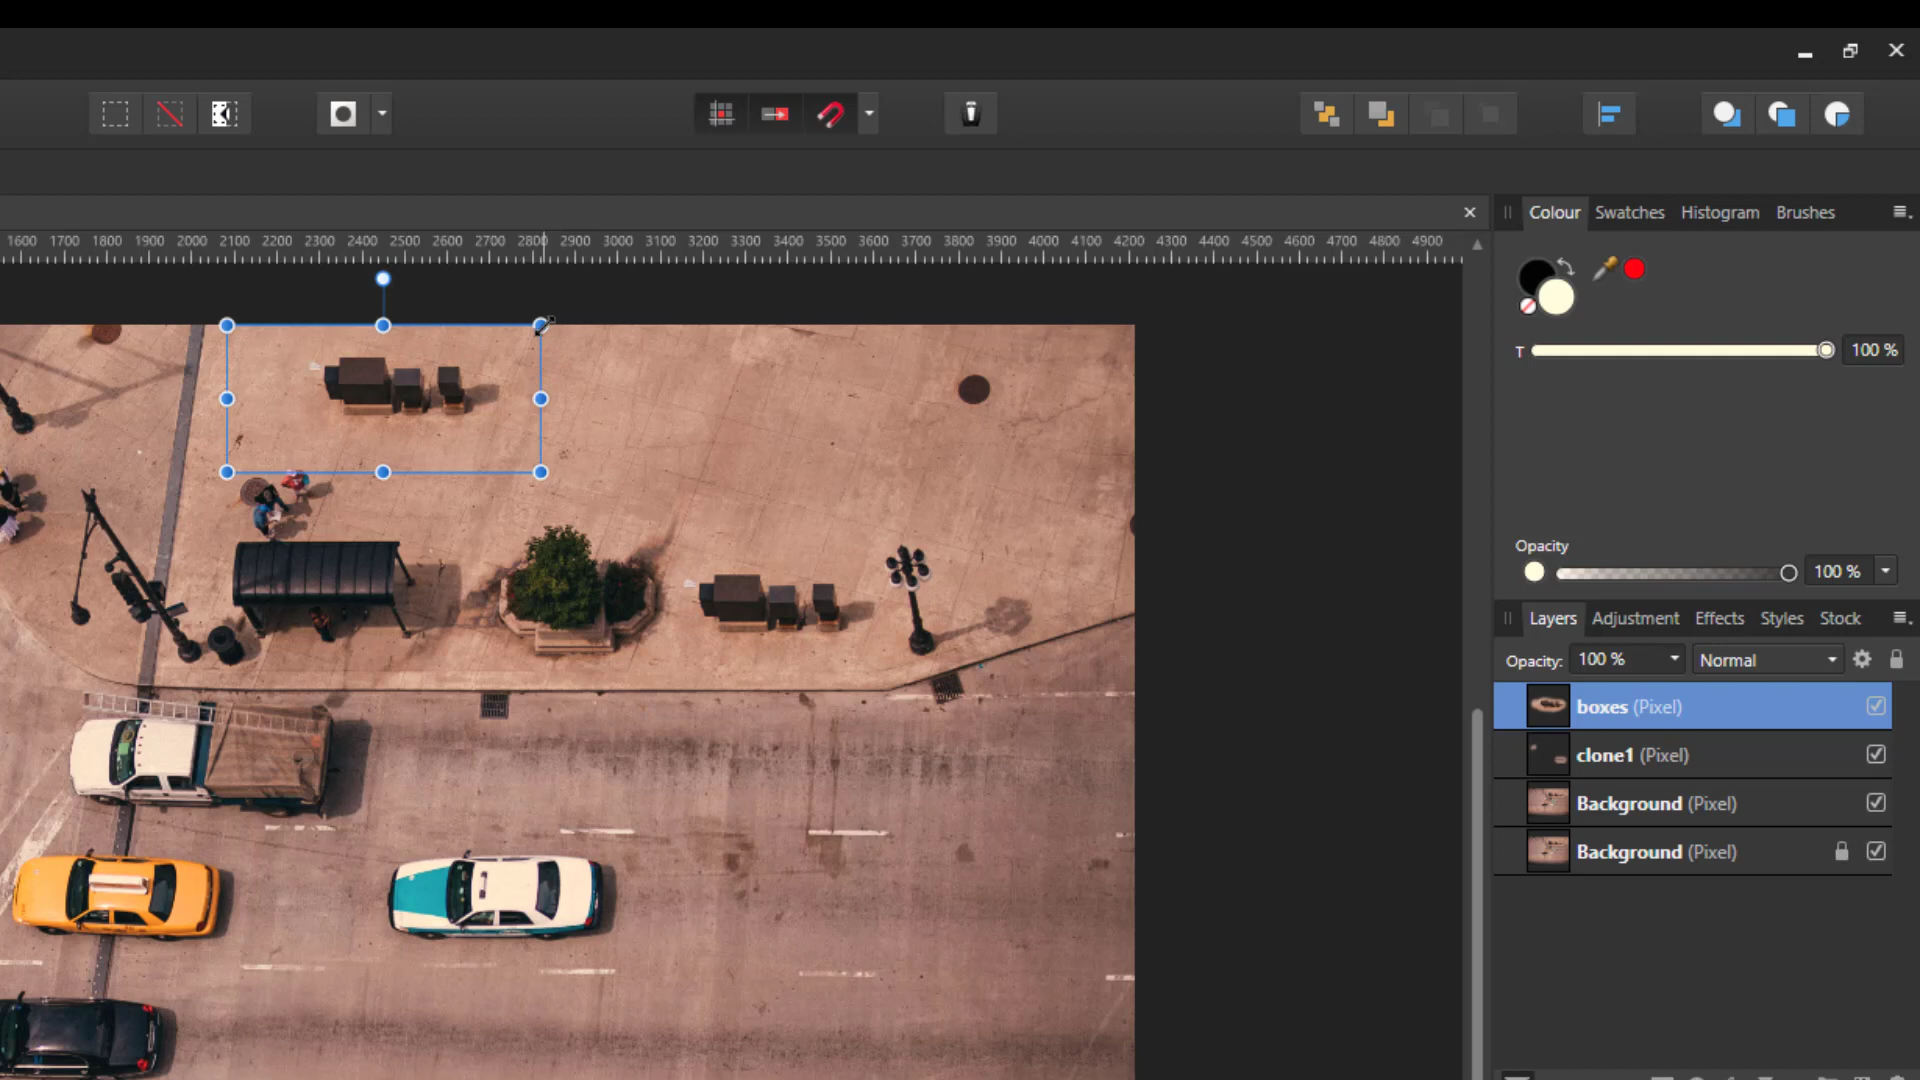 Colour Swatches Histogram Brushes
1600 1700 1800 1900 2000 2100 2200 2300 2400 2500 2600 2700 2800 2900 3000 3100 3200 3300 3400 3500 3600 3700 3800 3900 4000 4100 4200 4300 4400 4500 4600 4700 4800 4900
T 100 %
Opacity
100 %
Layers Adjustment Effects Styles Stock
Opacity: 100 % Normal
boxes (Pixel)
clone1 (Pixel)
Background (Pixel)
Background (Pixel)